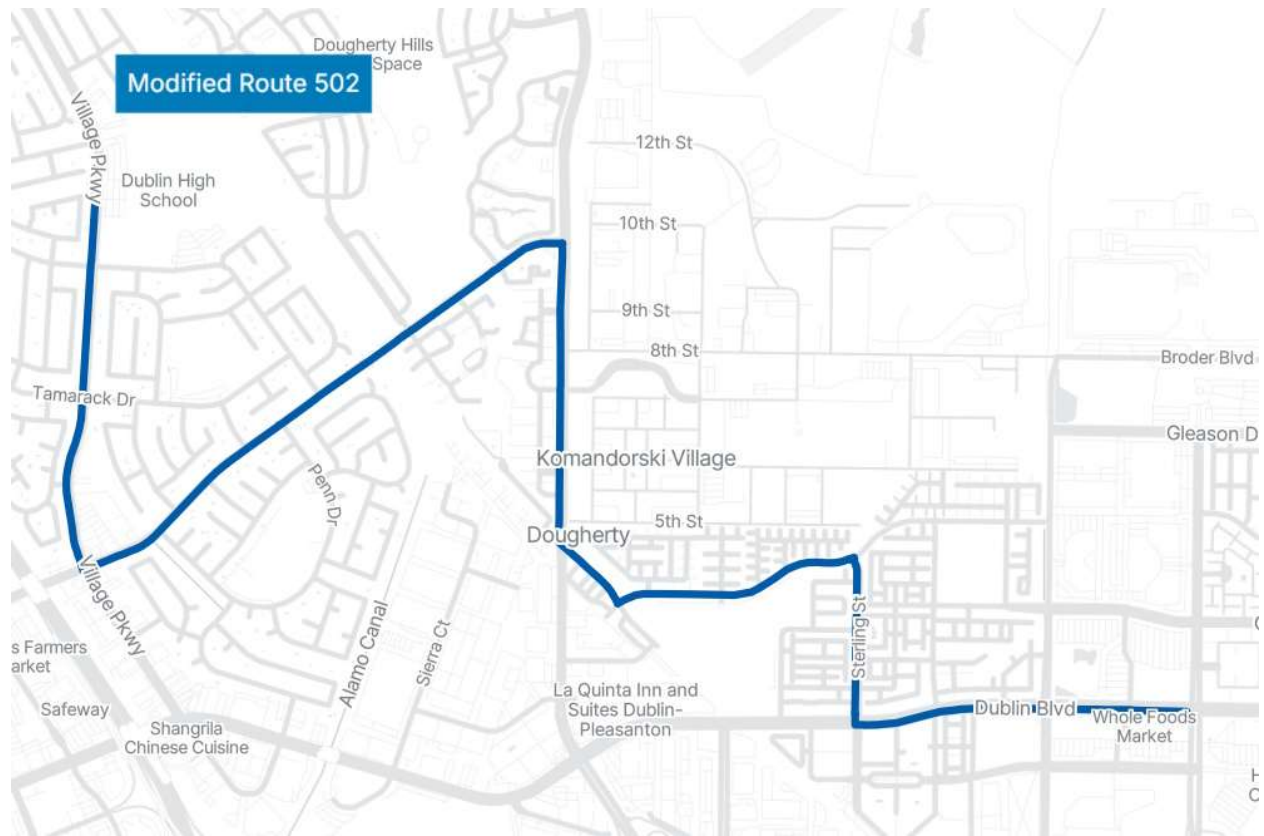 Dougherty Hills
Space
Modified Route 502
Village Pkwy
Dublin High
School
12th St
10th St
9th St
8th St
Broder Blvd
Tamarack Dr
Gleason D
Komandorski Village
Penn Dr
5th St
Dougherty
Village Pkwy
Alamo Canal
Sierra Ct
Sterling St
s Farmers
arket
Safeway
Shangrila
Chinese Cuisine
La Quinta Inn and
Suites Dublin-
Pleasanton
Dublin Blvd
Whole Foods
Market